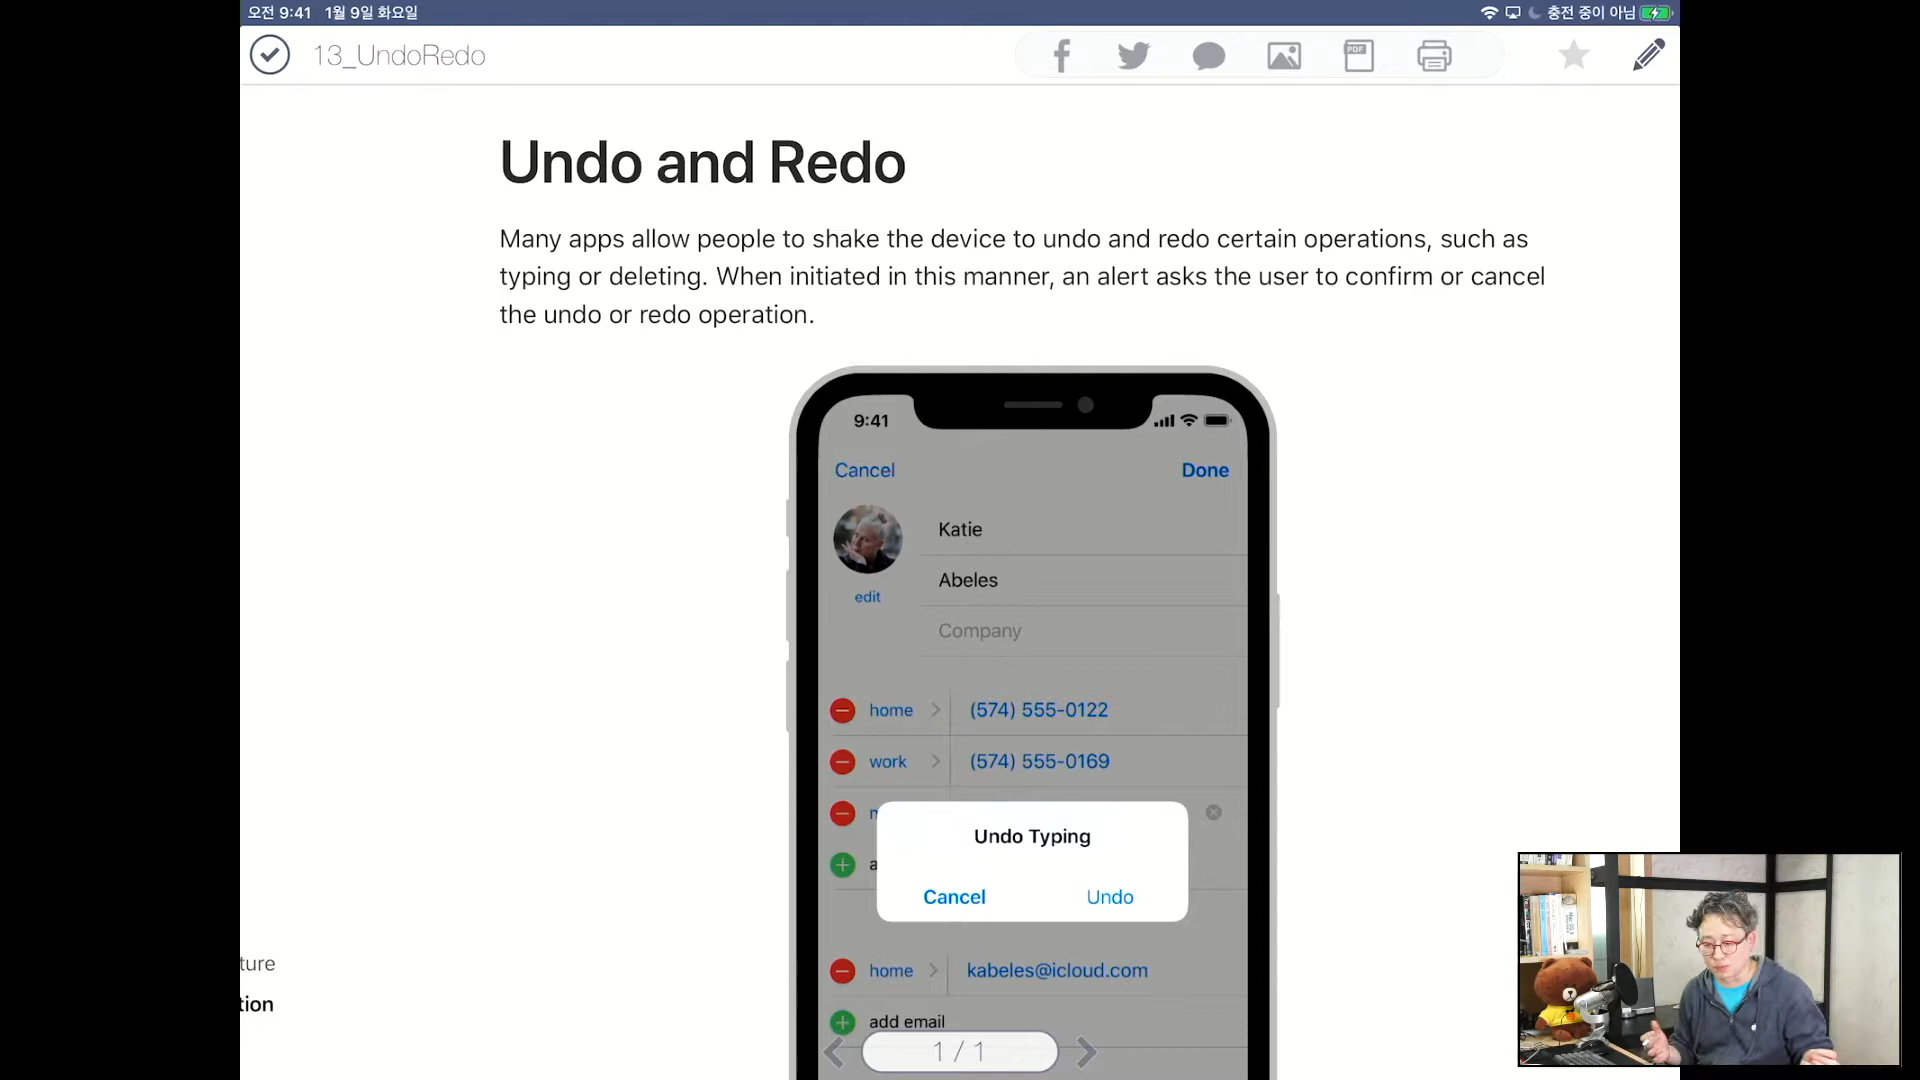 오전 9:41 1월 9일 화요일
충전 중이 아님
13_UndoRedo
PDF
Undo and Redo
Many apps allow people to shake the device to undo and redo certain operations, such as
typing or deleting. When initiated in this manner, an alert asks the user to confirm or cancel
the undo or redo operation.
9:41
Cancel
Done
Katie
Abeles
edit
Company
home
(574) 555-0122
work
(574) 555-0169
Undo Typing
Cancel
Undo
ture
tion
home
kabeles@icloud.com
add email
1 / 1